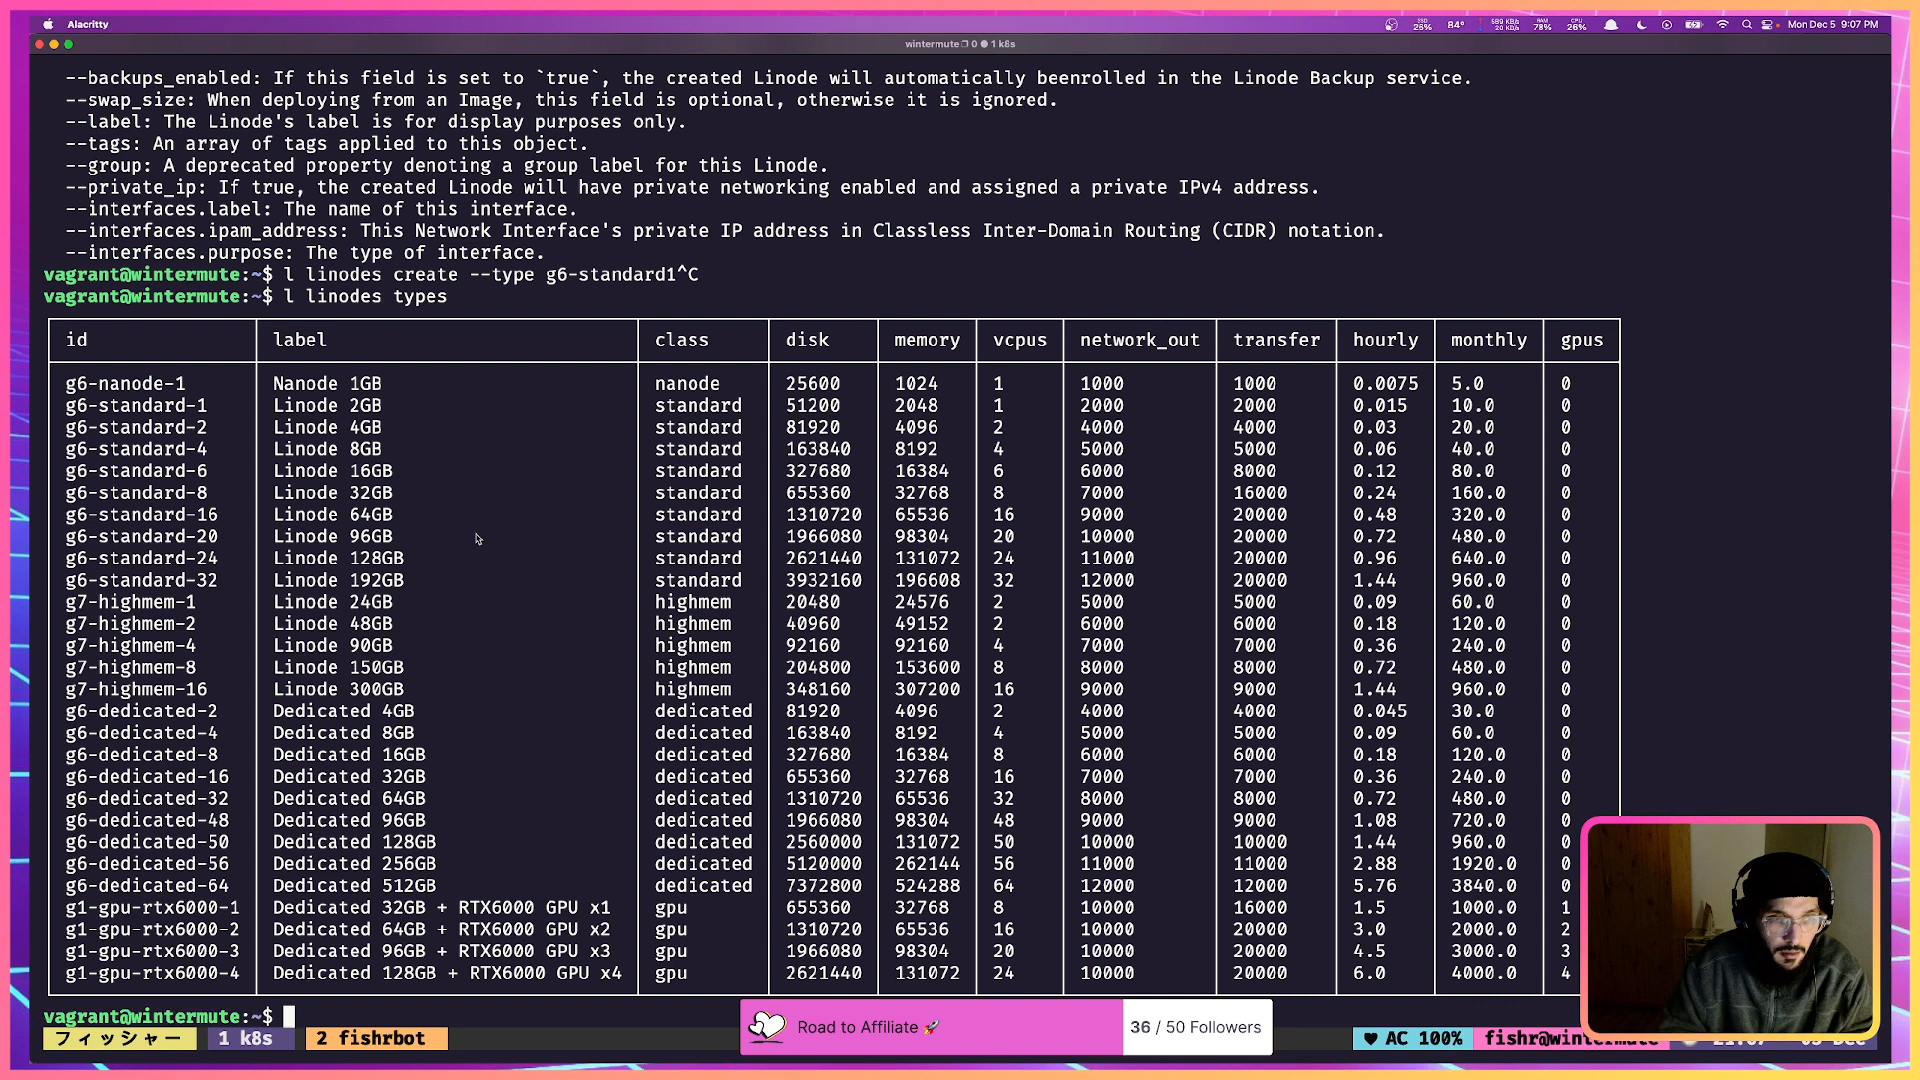 Alacritty
SSD 26% 84° 589 KB/s 20 KB/s RAM 78% CPU 26% Mon Dec 5 9:07 PM
wintermute 0 1 k8s
--backups_enabled: If this field is set to `true`, the created Linode will automatically beenrolled in the Linode Backup service.
--swap_size: When deploying from an Image, this field is optional, otherwise it is ignored.
--label: The Linode's label is for display purposes only.
--tags: An array of tags applied to this object.
--group: A deprecated property denoting a group label for this Linode.
--private_ip: If true, the created Linode will have private networking enabled and assigned a private IPv4 address.
--interfaces.label: The name of this interface.
--interfaces.ipam_address: This Network Interface's private IP address in Classless Inter-Domain Routing (CIDR) notation.
--interfaces.purpose: The type of interface.
vagrant@wintermute:~$ l linodes create --type g6-standard1^C
vagrant@wintermute:~$ l linodes types
id label class disk memory vcpus network_out transfer hourly monthly gpus
g6-nanode-1 Nanode 1GB nanode 25600 1024 1 1000 1000 0.0075 5.0 0
g6-standard-1 Linode 2GB standard 51200 2048 1 2000 2000 0.015 10.0 0
g6-standard-2 Linode 4GB standard 81920 4096 2 4000 4000 0.03 20.0 0
g6-standard-4 Linode 8GB standard 163840 8192 4 5000 5000 0.06 40.0 0
g6-standard-6 Linode 16GB standard 327680 16384 6 6000 8000 0.12 80.0 0
g6-standard-8 Linode 32GB standard 655360 32768 8 7000 16000 0.24 160.0 0
g6-standard-16 Linode 64GB standard 1310720 65536 16 9000 20000 0.48 320.0 0
g6-standard-20 Linode 96GB standard 1966080 98304 20 10000 20000 0.72 480.0 0
g6-standard-24 Linode 128GB standard 2621440 131072 24 11000 20000 0.96 640.0 0
g6-standard-32 Linode 192GB standard 3932160 196608 32 12000 20000 1.44 960.0 0
g7-highmem-1 Linode 24GB highmem 20480 24576 2 5000 5000 0.09 60.0 0
g7-highmem-2 Linode 48GB highmem 40960 49152 2 6000 6000 0.18 120.0 0
g7-highmem-4 Linode 90GB highmem 92160 92160 4 7000 7000 0.36 240.0 0
g7-highmem-8 Linode 150GB highmem 204800 153600 8 8000 8000 0.72 480.0 0
g7-highmem-16 Linode 300GB highmem 348160 307200 16 9000 9000 1.44 960.0 0
g6-dedicated-2 Dedicated 4GB dedicated 81920 4096 2 4000 4000 0.045 30.0 0
g6-dedicated-4 Dedicated 8GB dedicated 163840 8192 4 5000 5000 0.09 60.0 0
g6-dedicated-8 Dedicated 16GB dedicated 327680 16384 8 6000 6000 0.18 120.0 0
g6-dedicated-16 Dedicated 32GB dedicated 655360 32768 16 7000 7000 0.36 240.0 0
g6-dedicated-32 Dedicated 64GB dedicated 1310720 65536 32 8000 8000 0.72 480.0 0
g6-dedicated-48 Dedicated 96GB dedicated 1966080 98304 48 9000 9000 1.08 720.0 0
g6-dedicated-50 Dedicated 128GB dedicated 2560000 131072 50 10000 10000 1.44 960.0 0
g6-dedicated-56 Dedicated 256GB dedicated 5120000 262144 56 11000 11000 2.88 1920.0 0
g6-dedicated-64 Dedicated 512GB dedicated 7372800 524288 64 12000 12000 5.76 3840.0 0
g1-gpu-rtx6000-1 Dedicated 32GB + RTX6000 GPU x1 gpu 655360 32768 8 10000 16000 1.5 1000.0 1
g1-gpu-rtx6000-2 Dedicated 64GB + RTX6000 GPU x2 gpu 1310720 65536 16 10000 20000 3.0 2000.0 2
g1-gpu-rtx6000-3 Dedicated 96GB + RTX6000 GPU x3 gpu 1966080 98304 20 10000 20000 4.5 3000.0 3
g1-gpu-rtx6000-4 Dedicated 128GB + RTX6000 GPU x4 gpu 2621440 131072 24 10000 20000 6.0 4000.0 4
vagrant@wintermute:~$
Road to Affiliate 🚀 36 / 50 Followers
フィッシャー 1 k8s 2 fishrbot ♥ AC 100% fishr@wintermute